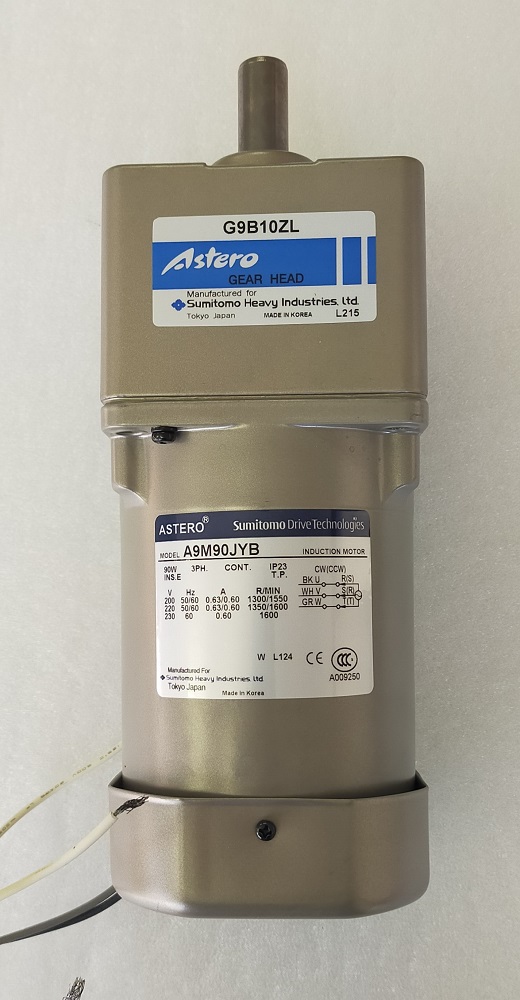 G9B10ZL
Astero
GEAR HEAD
Manufactured for
Sumitomo Heavy Industries, Ltd.
Tokyo Japan MADE IN KOREA L215
ASTERO® Sumitomo Drive Technologies
MODEL A9M90JYB INDUCTION MOTOR
90W 3PH. CONT. IP23 CW(CCW)
INS.E T.P.
BK U R(S)
WH V S(R)
GR W T(T)
V Hz A R/MIN
200 50/60 0.63/0.60 1300/1550
220 50/60 0.63/0.60 1350/1600
230 60 0.60 1600
W L124 CE CCC
A009250
Manufactured For
Sumitomo Heavy Industries, Ltd.
Tokyo Japan Made in Korea